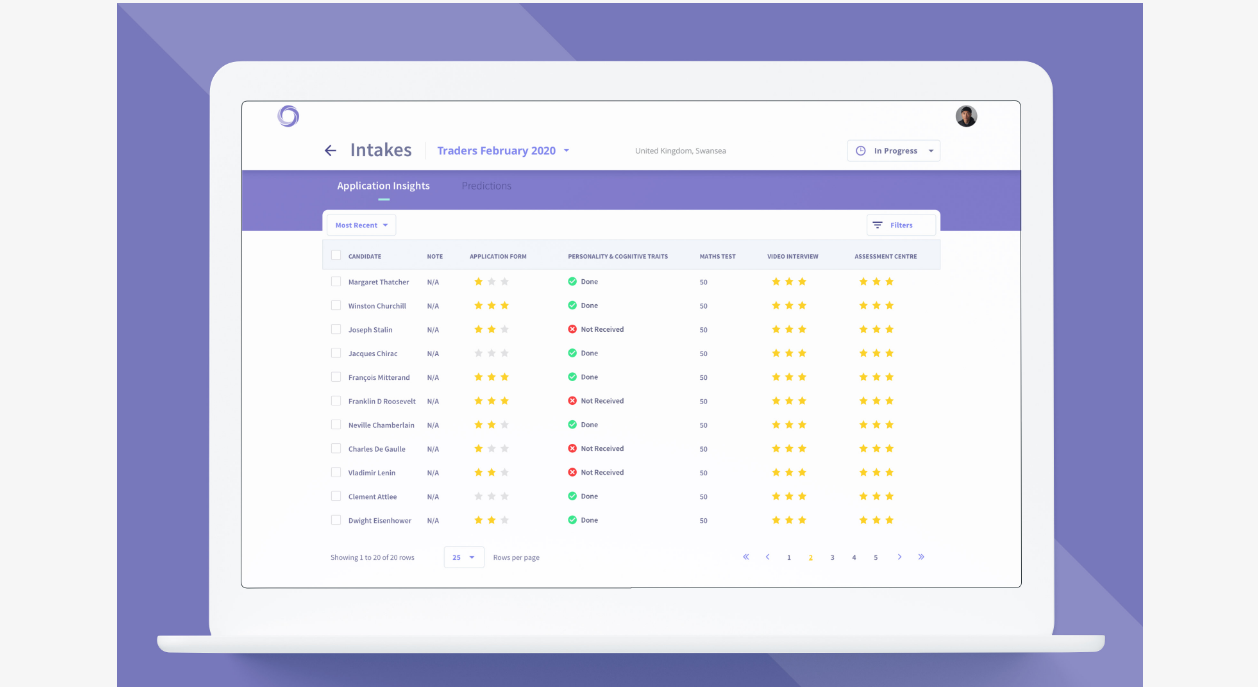 Intakes
Traders February 2020
United Kingdom, Swansea
In Progress
Application Insights
Predictions
Most Recent
Filters
CANDIDATE NOTE APPLICATION FORM PERSONALITY & COGNITIVE TRAITS MATHS TEST VIDEO INTERVIEW ASSESSMENT CENTRE
Margaret Thatcher N/A Done 50
Winston Churchill N/A Done 50
Joseph Stalin N/A Not Received 50
Jacques Chirac N/A Done 50
François Mitterand N/A Done 50
Franklin D Roosevelt N/A Not Received 50
Neville Chamberlain N/A Done 50
Charles De Gaulle N/A Not Received 50
Vladimir Lenin N/A Not Received 50
Clement Attlee N/A Done 50
Dwight Eisenhower N/A Done 50
Showing 1 to 20 of 20 rows 25 Rows per page « ‹ 1 2 3 4 5 › »